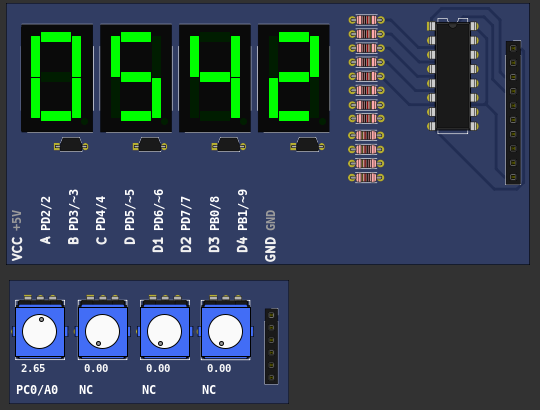 0542
VCC +5V
A PD2/2
B PD3/~3
C PD4/4
D PD5/~5
D1 PD6/~6
D2 PD7/7
D3 PB0/8
D4 PB1/~9
GND GND
2.65 0.00 0.00 0.00
PC0/A0 NC NC NC